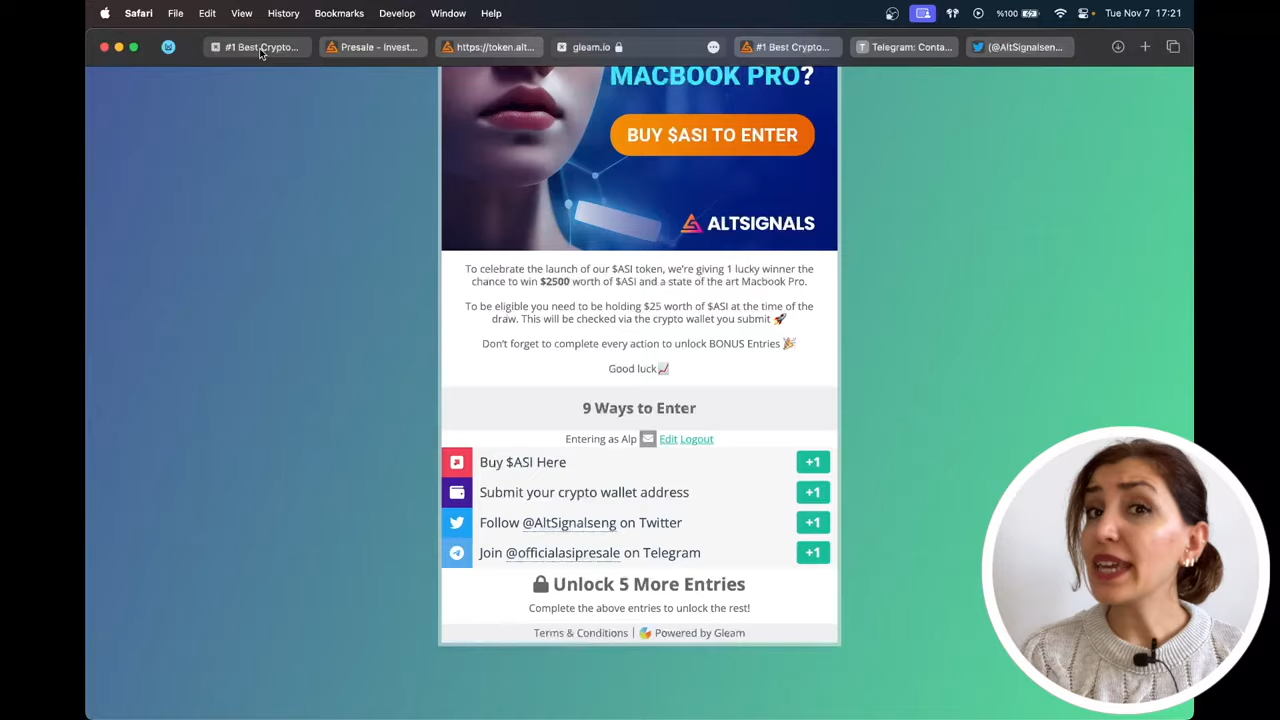 Safari File Edit View History Bookmarks Develop Window Help %100 Tue Nov 7 17:21
#1 Best Crypto... Presale - Invest... https://token.alt... gleam.io #1 Best Crypto... Telegram: Conta... (@AltSignalsen...
MACBOOK PRO?
BUY $ASI TO ENTER
ALTSIGNALS
To celebrate the launch of our $ASI token, we're giving 1 lucky winner the
chance to win $2500 worth of $ASI and a state of the art Macbook Pro.
To be eligible you need to be holding $25 worth of $ASI at the time of the
draw. This will be checked via the crypto wallet you submit 🚀
Don't forget to complete every action to unlock BONUS Entries 🎉
Good luck📈
9 Ways to Enter
Entering as Alp Edit Logout
Buy $ASI Here +1
Submit your crypto wallet address +1
Follow @AltSignalseng on Twitter +1
Join @officialasipresale on Telegram +1
Unlock 5 More Entries
Complete the above entries to unlock the rest!
Terms & Conditions | Powered by Gleam